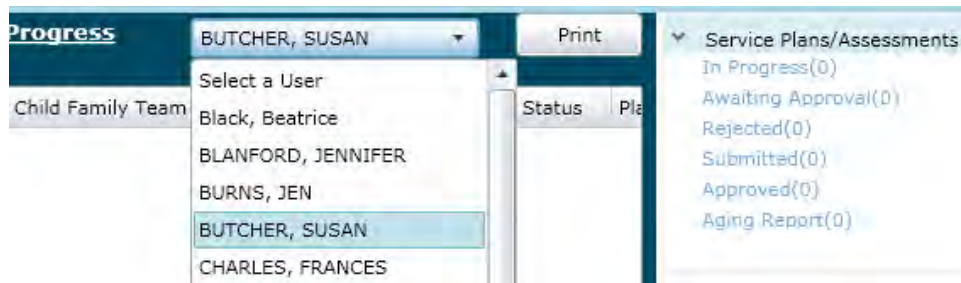 Progress
BUTCHER, SUSAN
Print
Child Family Team
Status
Select a User
Black, Beatrice
BLANFORD, JENNIFER
BURNS, JEN
BUTCHER, SUSAN
CHARLES, FRANCES
Service Plans/Assessments
In Progress(0)
Awaiting Approval(0)
Rejected(0)
Submitted(0)
Approved(0)
Aging Report(0)